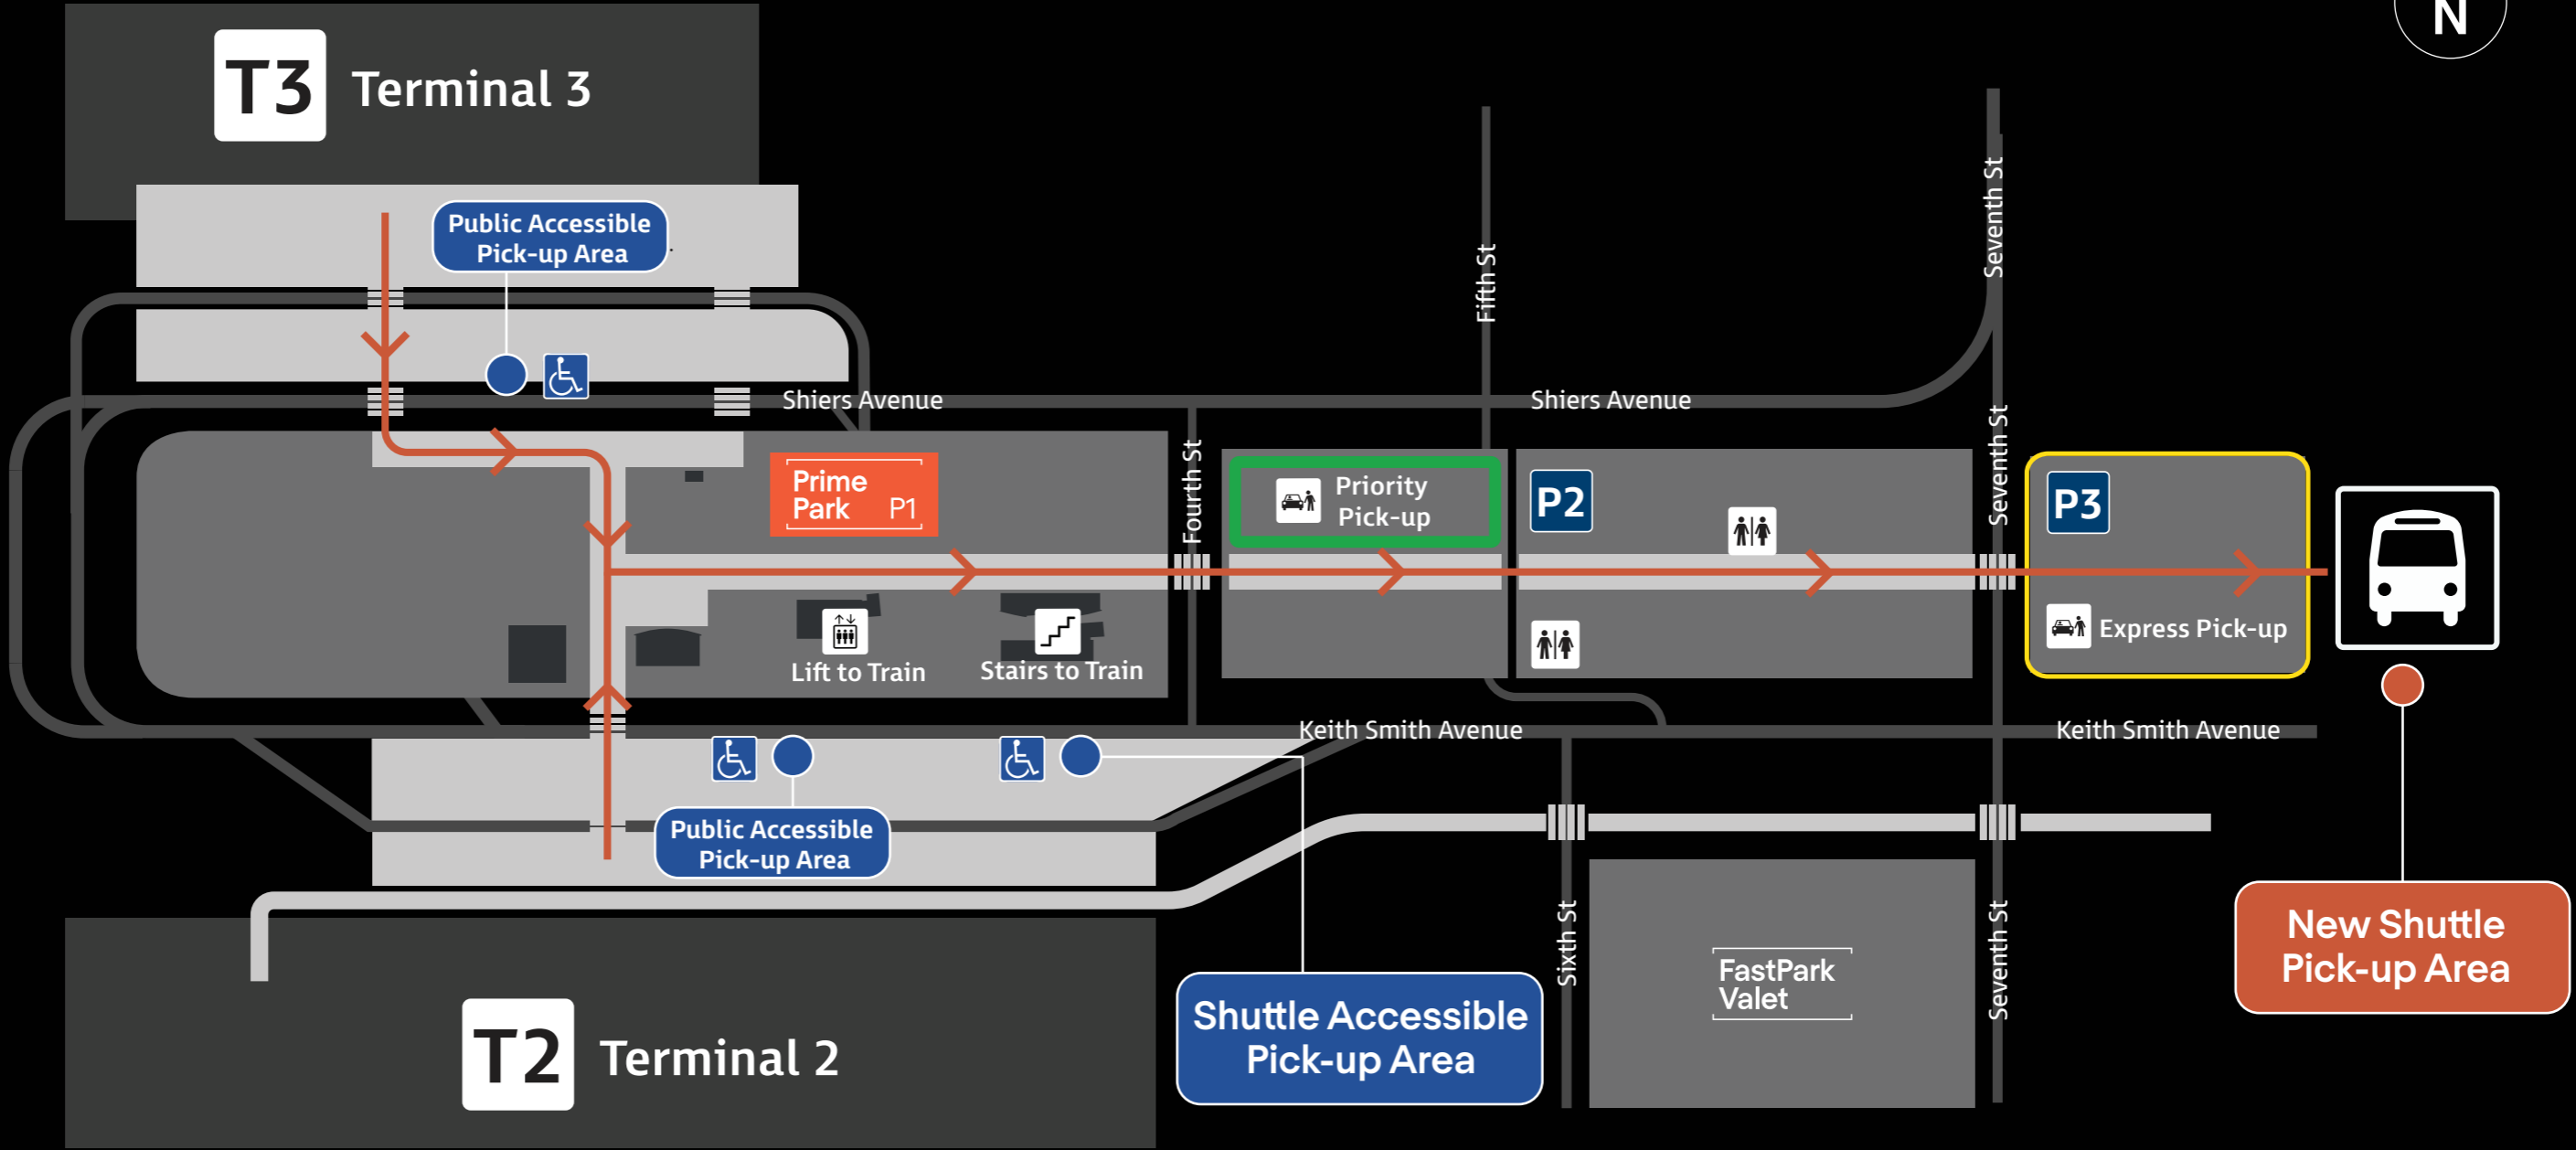 N
T3 Terminal 3
Public Accessible
Pick-up Area
Seventh St
Fifth St
Shiers Avenue
Shiers Avenue
Prime
Park P1
Fourth St
Priority
Pick-up
P2
Seventh St
P3
Express Pick-up
Lift to Train
Stairs to Train
Keith Smith Avenue
Keith Smith Avenue
Public Accessible
Pick-up Area
Sixth St
Seventh St
New Shuttle
Pick-up Area
FastPark
Valet
Shuttle Accessible
Pick-up Area
T2 Terminal 2